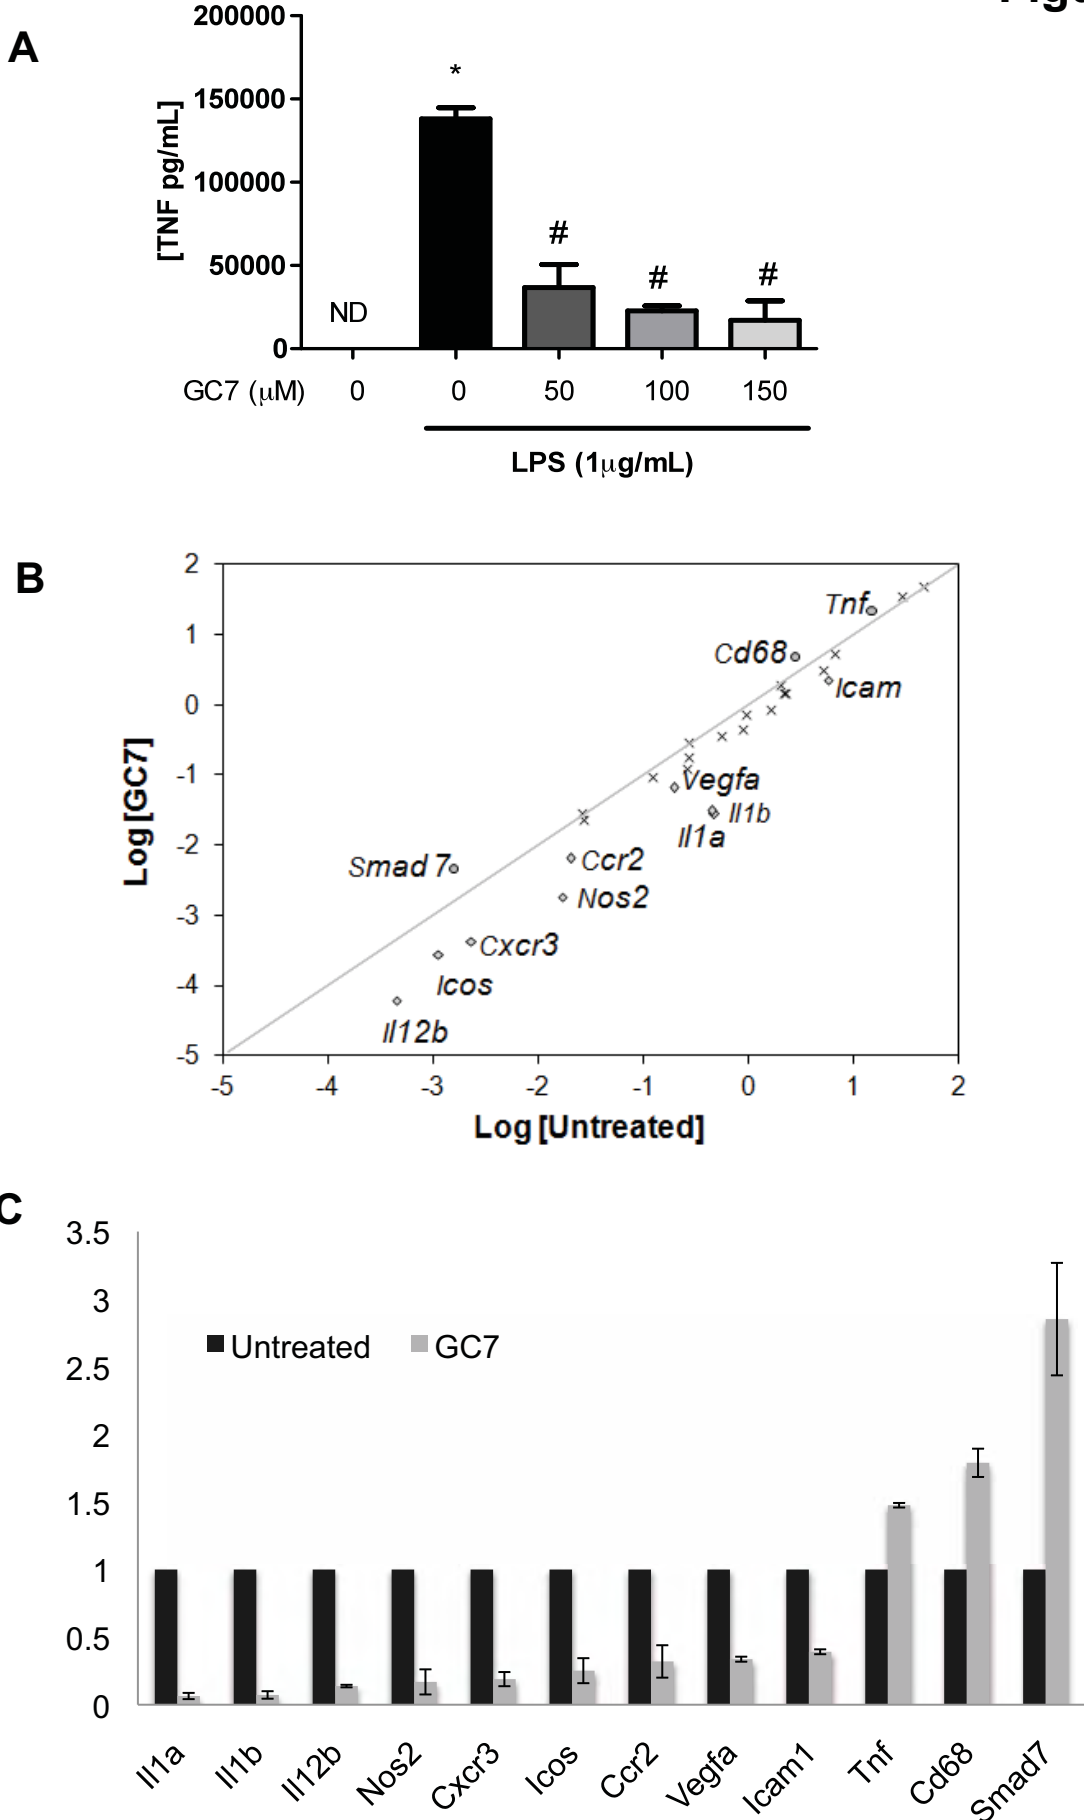 A
200000
150000
100000
50000
0
[TNF pg/mL]
*
#
#
#
ND
GC7 (μM) 0 0 50 100 150
LPS (1μg/mL)
B
2
1
0
-1
-2
-3
-4
-5
Log [GC7]
Tnf
Cd68
Icam
Vegfa
Il1b
Il1a
Smad 7
Ccr2
Nos2
Cxcr3
Icos
Il12b
-5 -4 -3 -2 -1 0 1 2
Log [Untreated]
C
3.5
3
2.5
2
1.5
1
0.5
0
Untreated GC7
Il1a Il1b Il12b Nos2 Cxcr3 Icos Ccr2 Vegfa Icam1 Tnf Cd68 Smad7